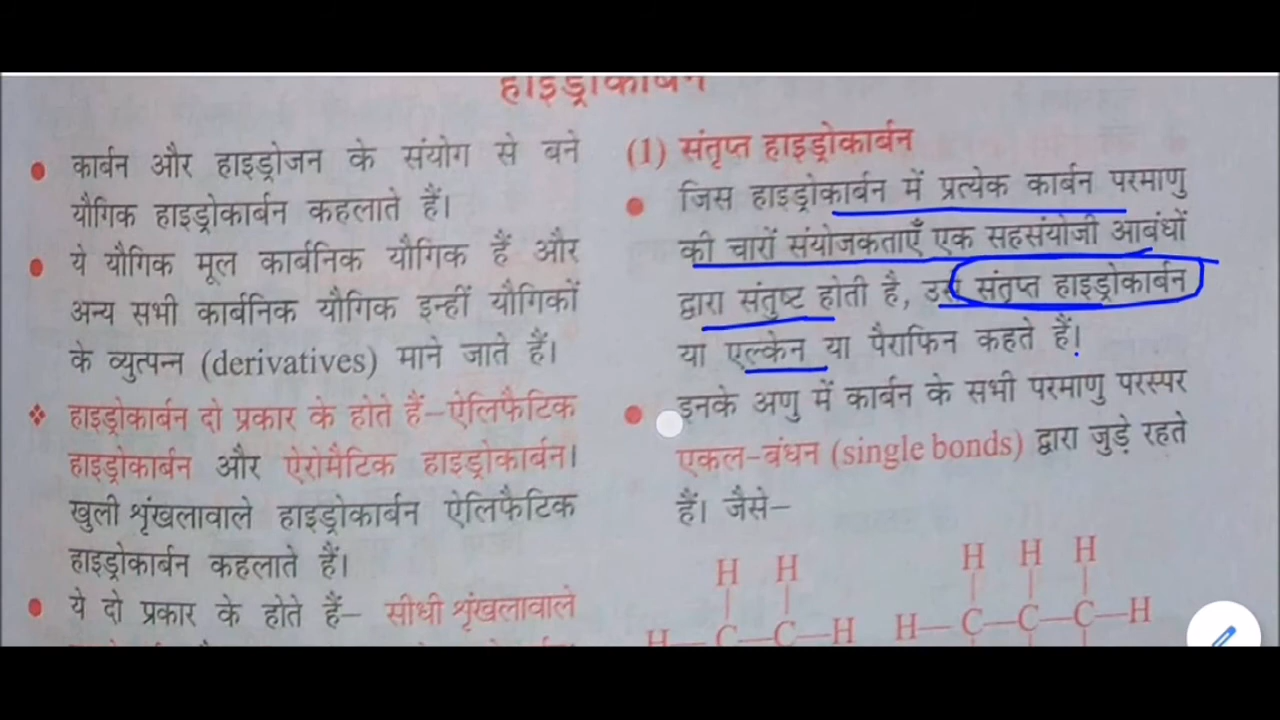 हाइड्रोकार्बन
कार्बन और हाइड्रोजन के संयोग से बने
यौगिक हाइड्रोकार्बन कहलाते हैं।
ये यौगिक मूल कार्बनिक यौगिक हैं और
अन्य सभी कार्बनिक यौगिक इन्हीं यौगिकों
के व्युत्पन्न (derivatives) माने जाते हैं।
हाइड्रोकार्बन दो प्रकार के होते हैं–ऐलिफैटिक
हाइड्रोकार्बन और ऐरोमैटिक हाइड्रोकार्बन।
खुली शृंखलावाले हाइड्रोकार्बन ऐलिफैटिक
हाइड्रोकार्बन कहलाते हैं।
ये दो प्रकार के होते हैं– सीधी शृंखलावाले
(1) संतृप्त हाइड्रोकार्बन
जिस हाइड्रोकार्बन में प्रत्येक कार्बन परमाणु
की चारों संयोजकताएँ एक सहसंयोजी आबंधों
द्वारा संतुष्ट होती है, उसे संतृप्त हाइड्रोकार्बन
या एल्केन या पैराफिन कहते हैं।
इनके अणु में कार्बन के सभी परमाणु परस्पर
एकल-बंधन (single bonds) द्वारा जुड़े रहते
हैं। जैसे–
H H H H H
H–C–C–H H–C–C–C–H